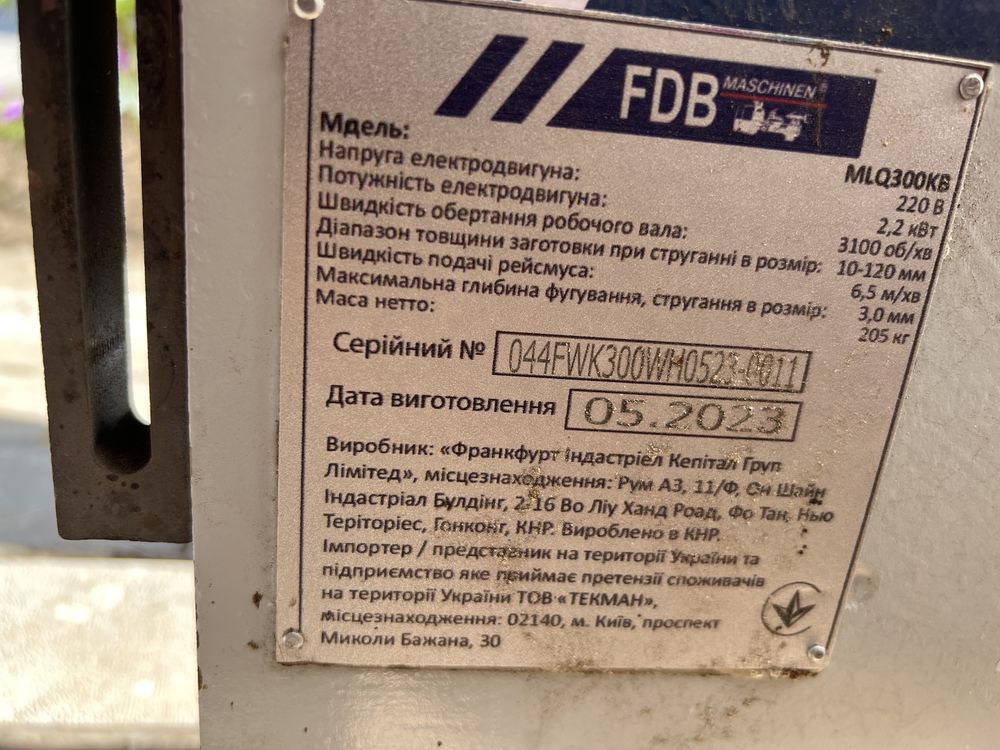 FDB MASCHINEN
Мдель: MLQ300KB
Напруга електродвигуна: 220 В
Потужність електродвигуна: 2,2 кВт
Швидкість обертання робочого вала: 3100 об/хв
Діапазон товщини заготовки при струганні в розмір: 10-120 мм
Швидкість подачі рейсмуса: 6,5 м/хв
Максимальна глибина фугування, стругання в розмір: 3,0 мм
Маса нетто: 205 кг
Серійний № 044FWK300WH0523-0011
Дата виготовлення 05.2023
Виробник: «Франкфурт Індастріел Кепітал Груп
Лімітед», місцезнаходження: Рум А3, 11/Ф, Сн Шайн
Індастріал Булдінг, 2-16 Во Ліу Ханд Роад, Фо Тан, Нью
Теріторіес, Гонконг, КНР. Вироблено в КНР.
Імпортер / представник на території України та
підприємство яке приймає претензії споживачів
на території України ТОВ «ТЕКМАН»,
місцезнаходження: 02140, м. Київ, проспект
Миколи Бажана, 30